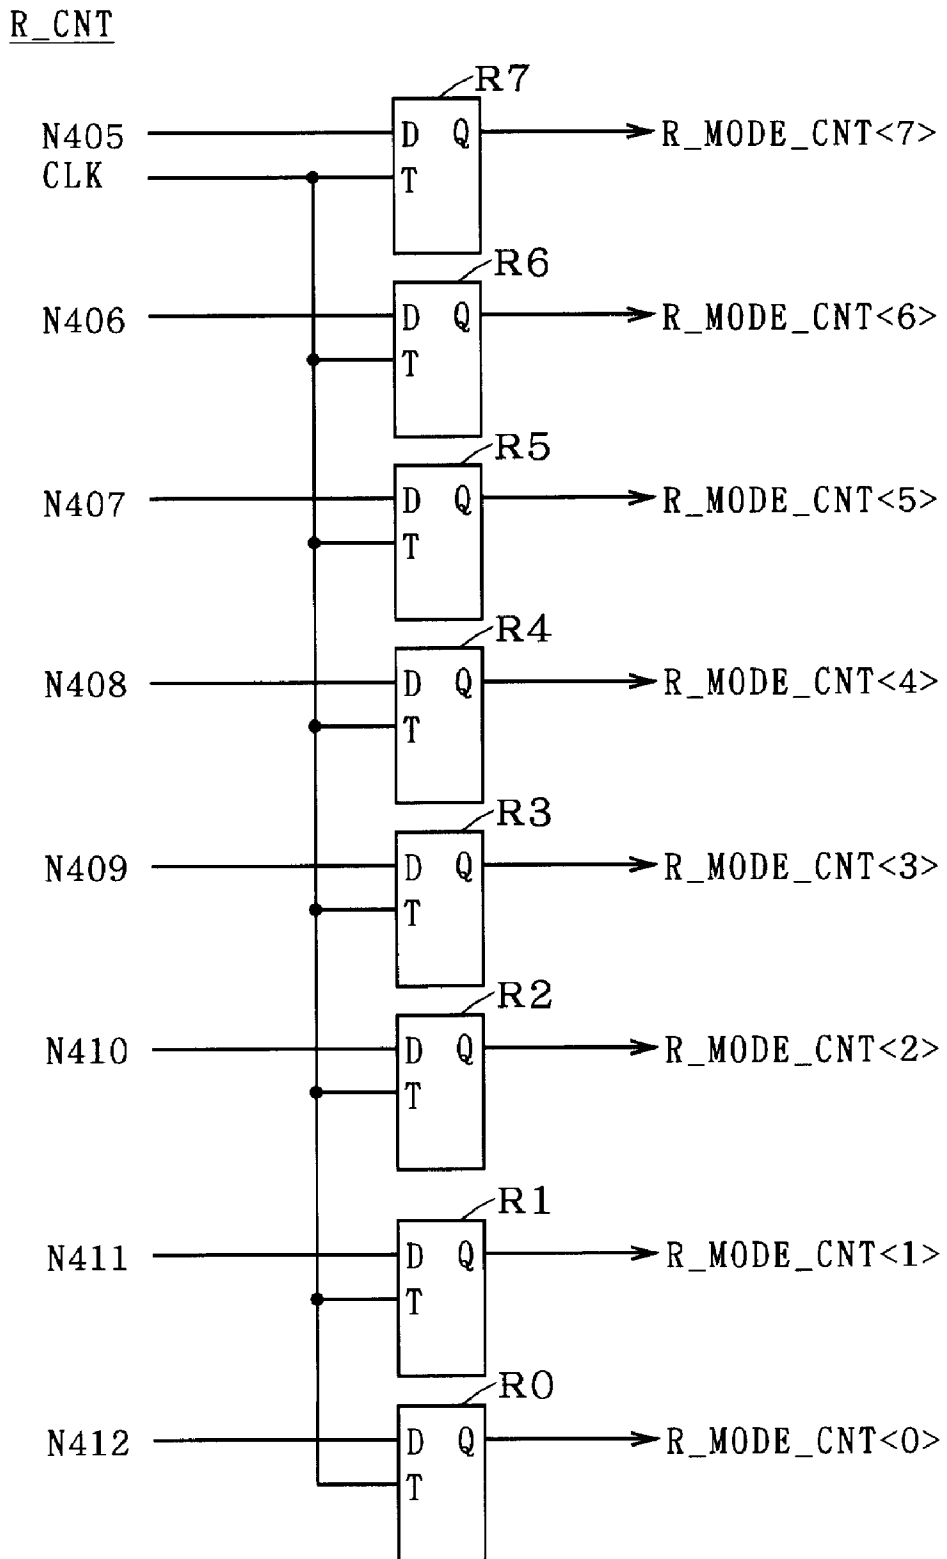 R_CNT
R7
N405 D Q R_MODE_CNT<7>
CLK T
R6
N406 D Q R_MODE_CNT<6>
T
R5
N407 D Q R_MODE_CNT<5>
T
R4
N408 D Q R_MODE_CNT<4>
T
R3
N409 D Q R_MODE_CNT<3>
T
R2
N410 D Q R_MODE_CNT<2>
T
R1
N411 D Q R_MODE_CNT<1>
T
R0
N412 D Q R_MODE_CNT<0>
T